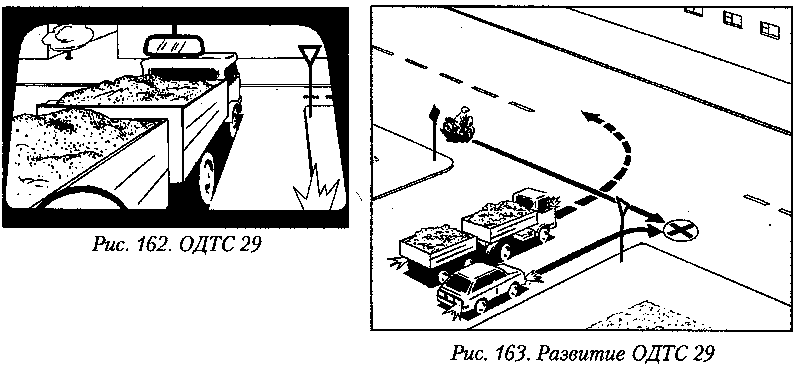 Рис. 162. ОДТС 29
Рис. 163. Развитие ОДТС 29